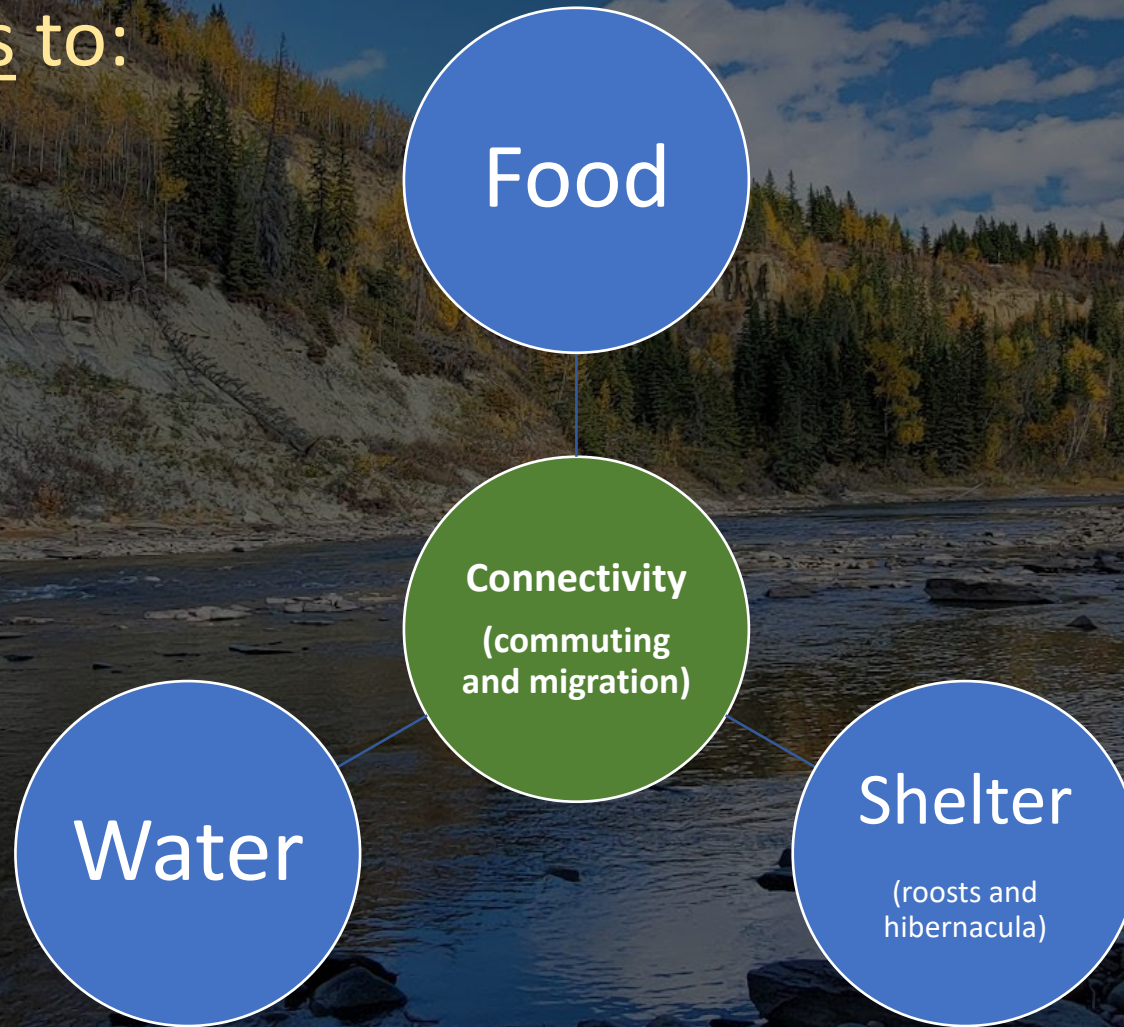 to:
Food
Connectivity
(commuting
and migration)
Water
Shelter
(roosts and
hibernacula)